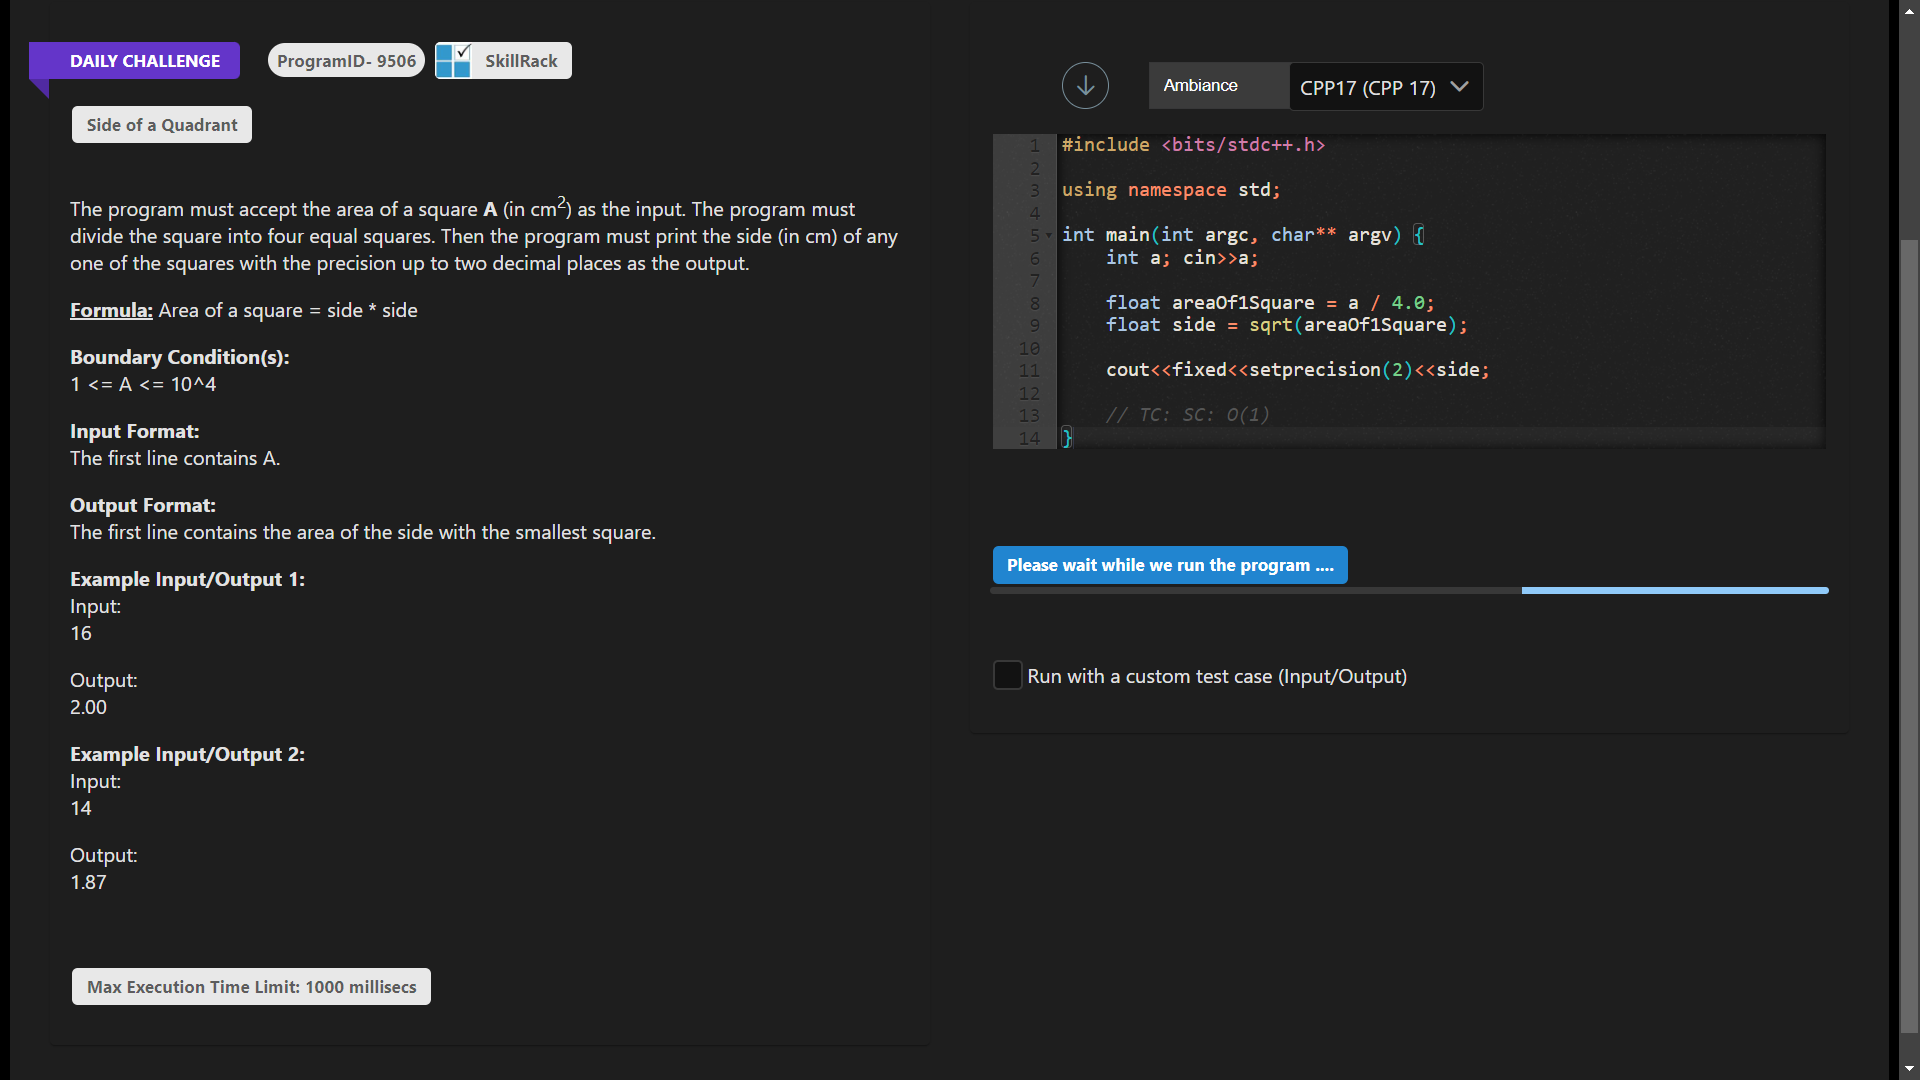 DAILY CHALLENGE
ProgramID- 9506
SkillRack
Side of a Quadrant
The program must accept the area of a square A (in cm2) as the input. The program must
divide the square into four equal squares. Then the program must print the side (in cm) of any
one of the squares with the precision up to two decimal places as the output.
Formula: Area of a square = side * side
Boundary Condition(s):
1 <= A <= 10^4
Input Format:
The first line contains A.
Output Format:
The first line contains the area of the side with the smallest square.
Example Input/Output 1:
Input:
16
Output:
2.00
Example Input/Output 2:
Input:
14
Output:
1.87
Max Execution Time Limit: 1000 millisecs
Ambiance
CPP17 (CPP 17)
1 #include <bits/stdc++.h>
2
3 using namespace std;
4
5 int main(int argc, char** argv) {
6     int a; cin>>a;
7
8     float areaOf1Square = a / 4.0;
9     float side = sqrt(areaOf1Square);
10
11     cout<<fixed<<setprecision(2)<<side;
12
13     // TC: SC: O(1)
14 }
Please wait while we run the program ....
Run with a custom test case (Input/Output)